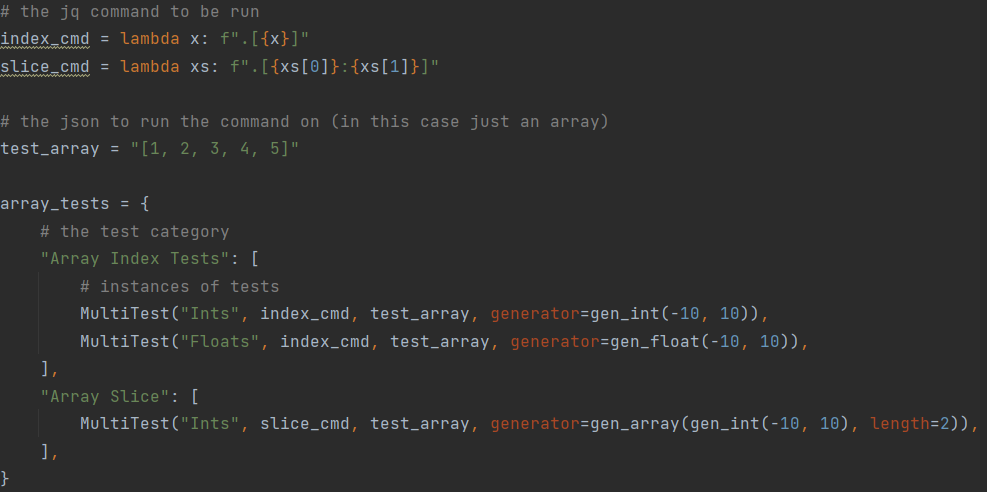 # the jq command to be run
index_cmd = lambda x: f".[{x}]"
slice_cmd = lambda xs: f".[{xs[0]}:{xs[1]}]"
# the json to run the command on (in this case just an array)
test_array = "[1, 2, 3, 4, 5]"
array_tests = {
    # the test category
    "Array Index Tests": [
        # instances of tests
        MultiTest("Ints", index_cmd, test_array, generator=gen_int(-10, 10)),
        MultiTest("Floats", index_cmd, test_array, generator=gen_float(-10, 10)),
    ],
    "Array Slice": [
        MultiTest("Ints", slice_cmd, test_array, generator=gen_array(gen_int(-10, 10), length=2)),
    ],
}